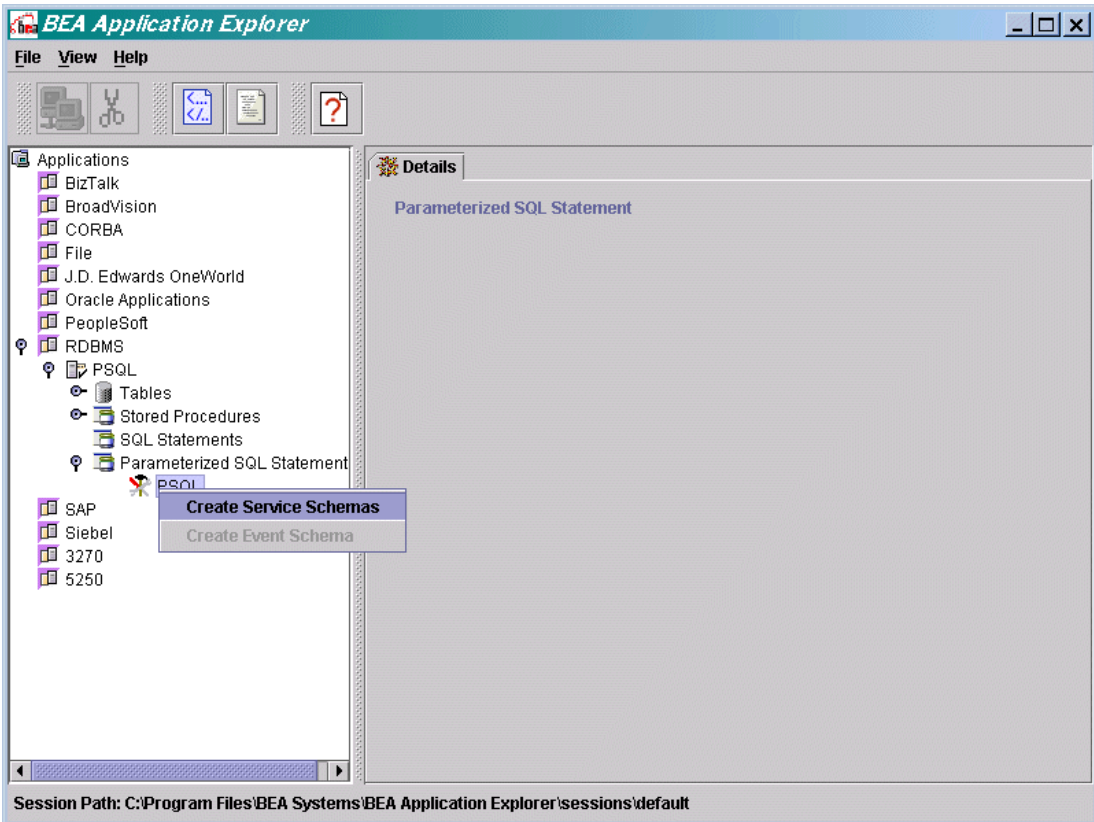 BEA Application Explorer
File View Help
Applications
BizTalk
BroadVision
CORBA
File
J.D. Edwards OneWorld
Oracle Applications
PeopleSoft
RDBMS
PSQL
Tables
Stored Procedures
SQL Statements
Parameterized SQL Statement
PSQL
SAP
Siebel
3270
5250
Create Service Schemas
Create Event Schema
Details
Parameterized SQL Statement
Session Path: C:\Program Files\BEA Systems\BEA Application Explorer\sessions\default